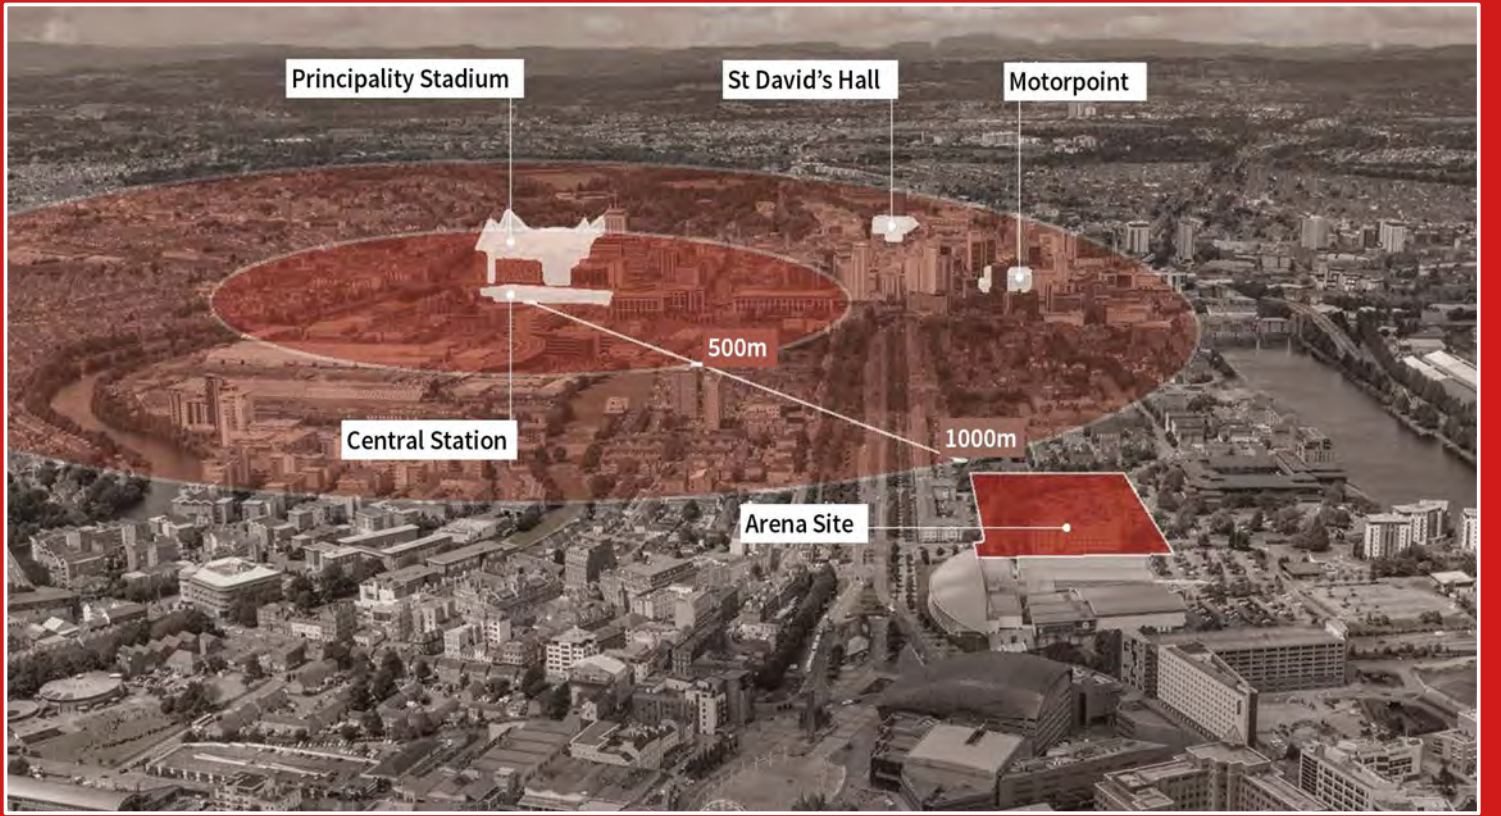 Principality Stadium
St David's Hall
Motorpoint
500m
Central Station
1000m
Arena Site